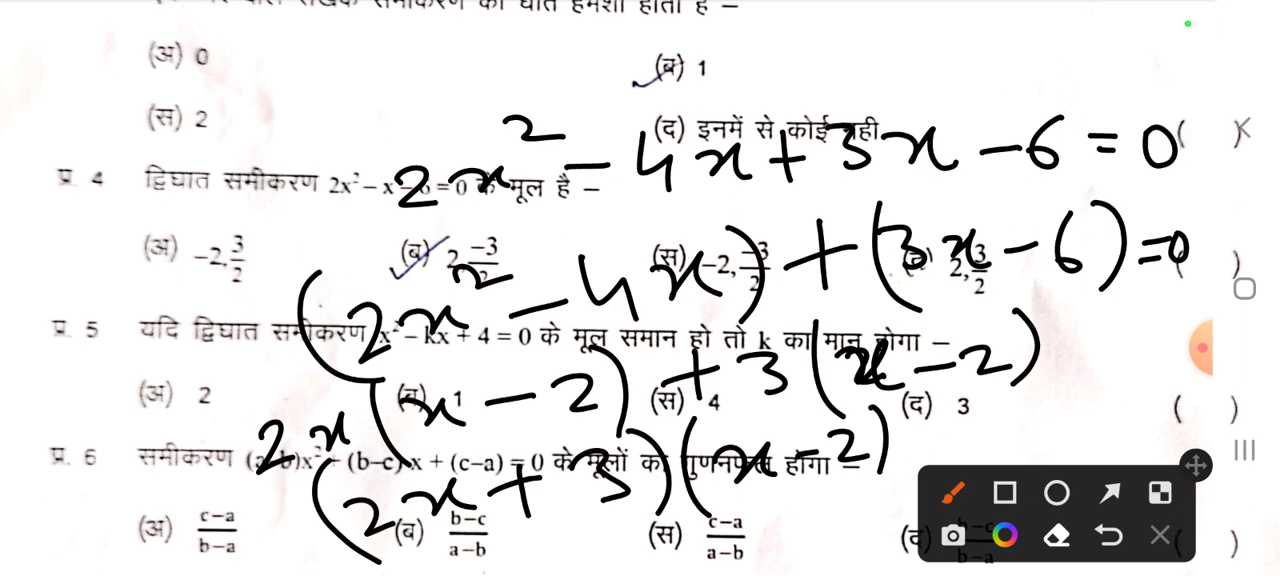 समीकरण का घात हमेशा होता है –
(अ) 0 (ब) 1
(स) 2 (द) इनमें से कोई नही ( )
2x² – 4x + 3x – 6 = 0
प्र. 4 द्विघात समीकरण 2x² – x – 6 = 0 के मूल है –
(अ) –2, 3/2 (ब) 2, –3/2 (स) –2, –3/2 (द) 2, 3/2 ( )
(2x² – 4x) + (3x – 6) = 0
प्र. 5 यदि द्विघात समीकरण x² – kx + 4 = 0 के मूल समान हो तो k का मान होगा –
2x(x – 2) + 3(x – 2)
(अ) 2 (ब) 1 (स) 4 (द) 3 ( )
प्र. 6 समीकरण (a–b)x² + (b–c)x + (c–a) = 0 के मूलों का गुणनफल होगा –
(2x + 3)(x – 2)
(अ) c–a/b–a (ब) b–c/a–b (स) c–a/a–b (द) b–c/b–a ( )